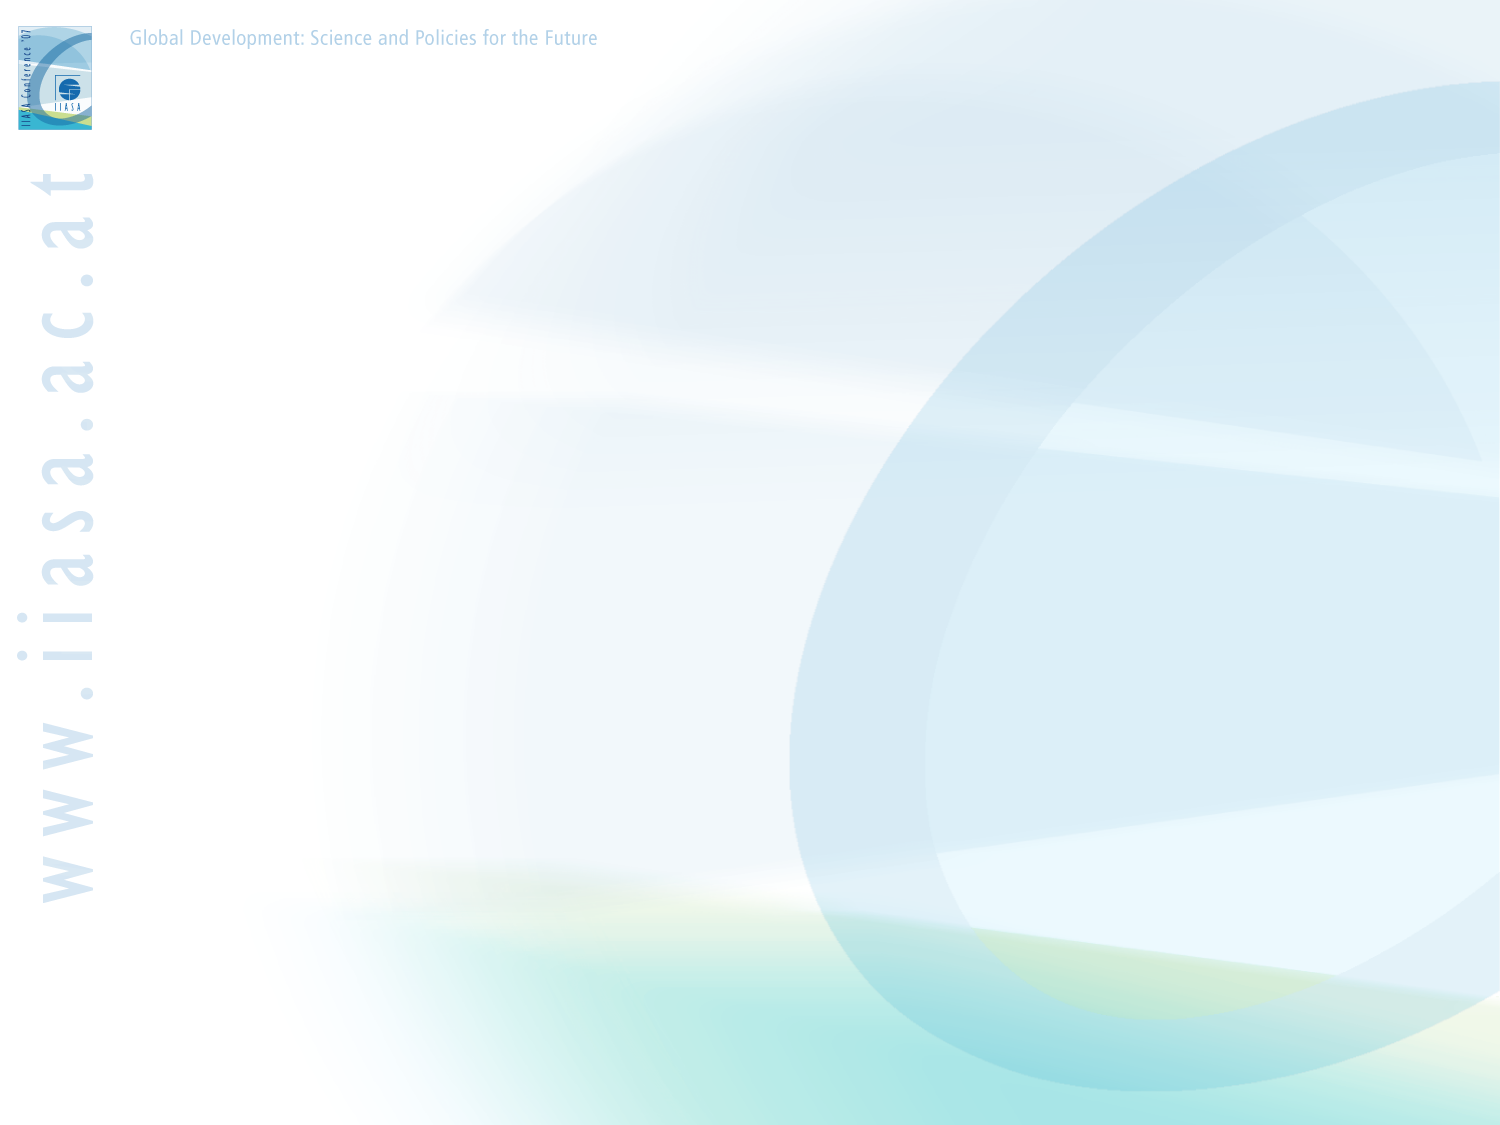 Global Development: Science and Policies for the Future
IIASA Conference '07
IIASA
www.iiasa.ac.at